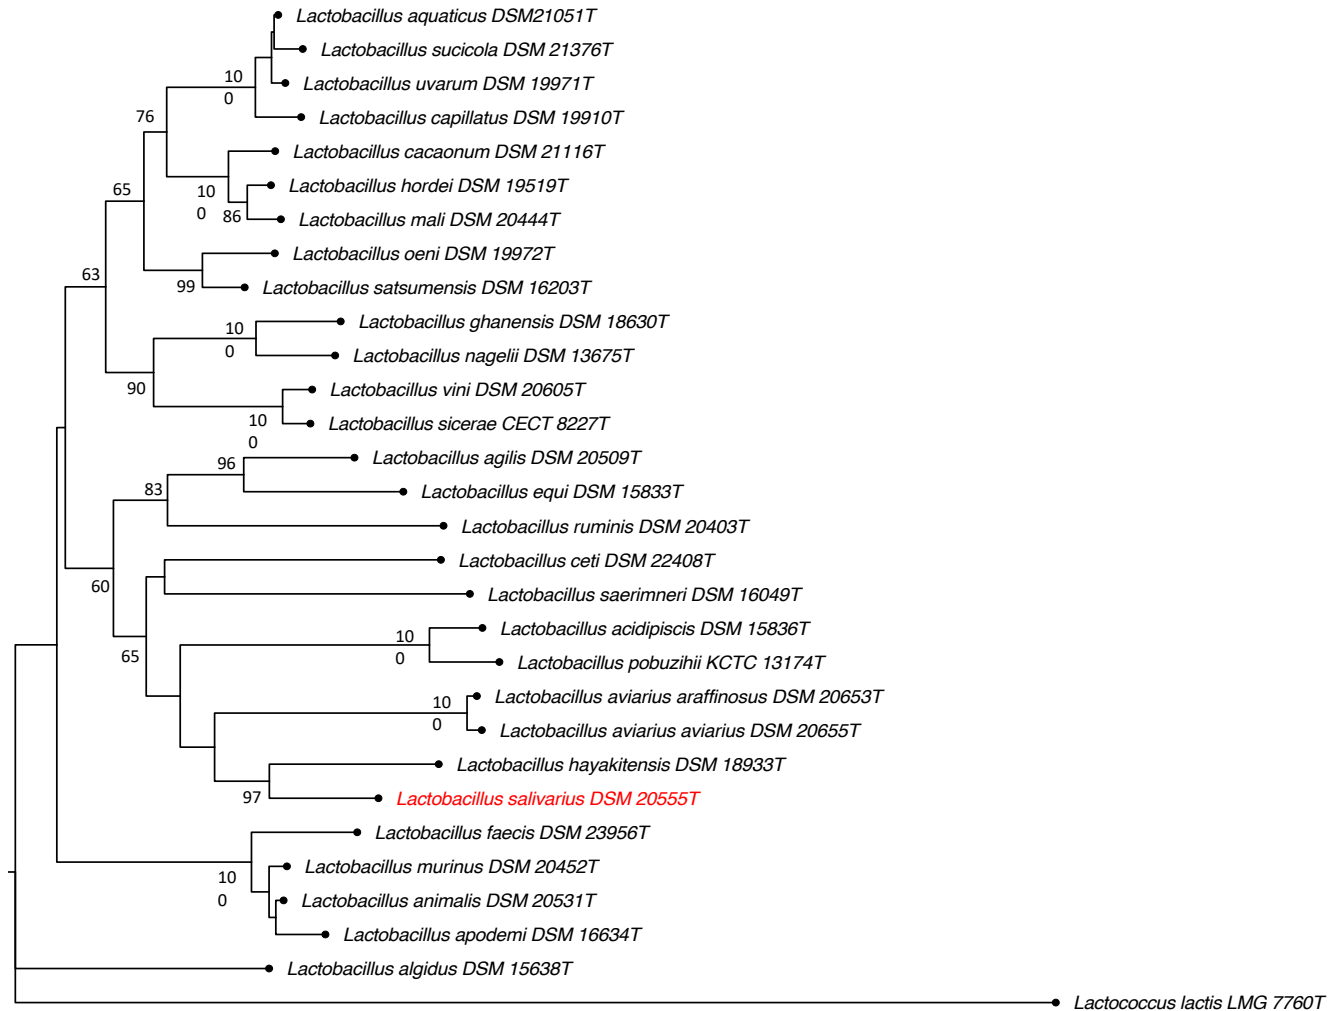 Lactobacillus aquaticus DSM21051T
Lactobacillus sucicola DSM 21376T
10
0
Lactobacillus uvarum DSM 19971T
76
Lactobacillus capillatus DSM 19910T
Lactobacillus cacaonum DSM 21116T
65
10
0
Lactobacillus hordei DSM 19519T
86
Lactobacillus mali DSM 20444T
Lactobacillus oeni DSM 19972T
63
99
Lactobacillus satsumensis DSM 16203T
Lactobacillus ghanensis DSM 18630T
10
0
Lactobacillus nagelii DSM 13675T
90
Lactobacillus vini DSM 20605T
10
0
Lactobacillus sicerae CECT 8227T
96
Lactobacillus agilis DSM 20509T
83
Lactobacillus equi DSM 15833T
Lactobacillus ruminis DSM 20403T
Lactobacillus ceti DSM 22408T
60
Lactobacillus saerimneri DSM 16049T
Lactobacillus acidipiscis DSM 15836T
10
0
65
Lactobacillus pobuzihii KCTC 13174T
Lactobacillus aviarius araffinosus DSM 20653T
10
0
Lactobacillus aviarius aviarius DSM 20655T
Lactobacillus hayakitensis DSM 18933T
97
Lactobacillus salivarius DSM 20555T
Lactobacillus faecis DSM 23956T
Lactobacillus murinus DSM 20452T
10
0
Lactobacillus animalis DSM 20531T
Lactobacillus apodemi DSM 16634T
Lactobacillus algidus DSM 15638T
Lactococcus lactis LMG 7760T